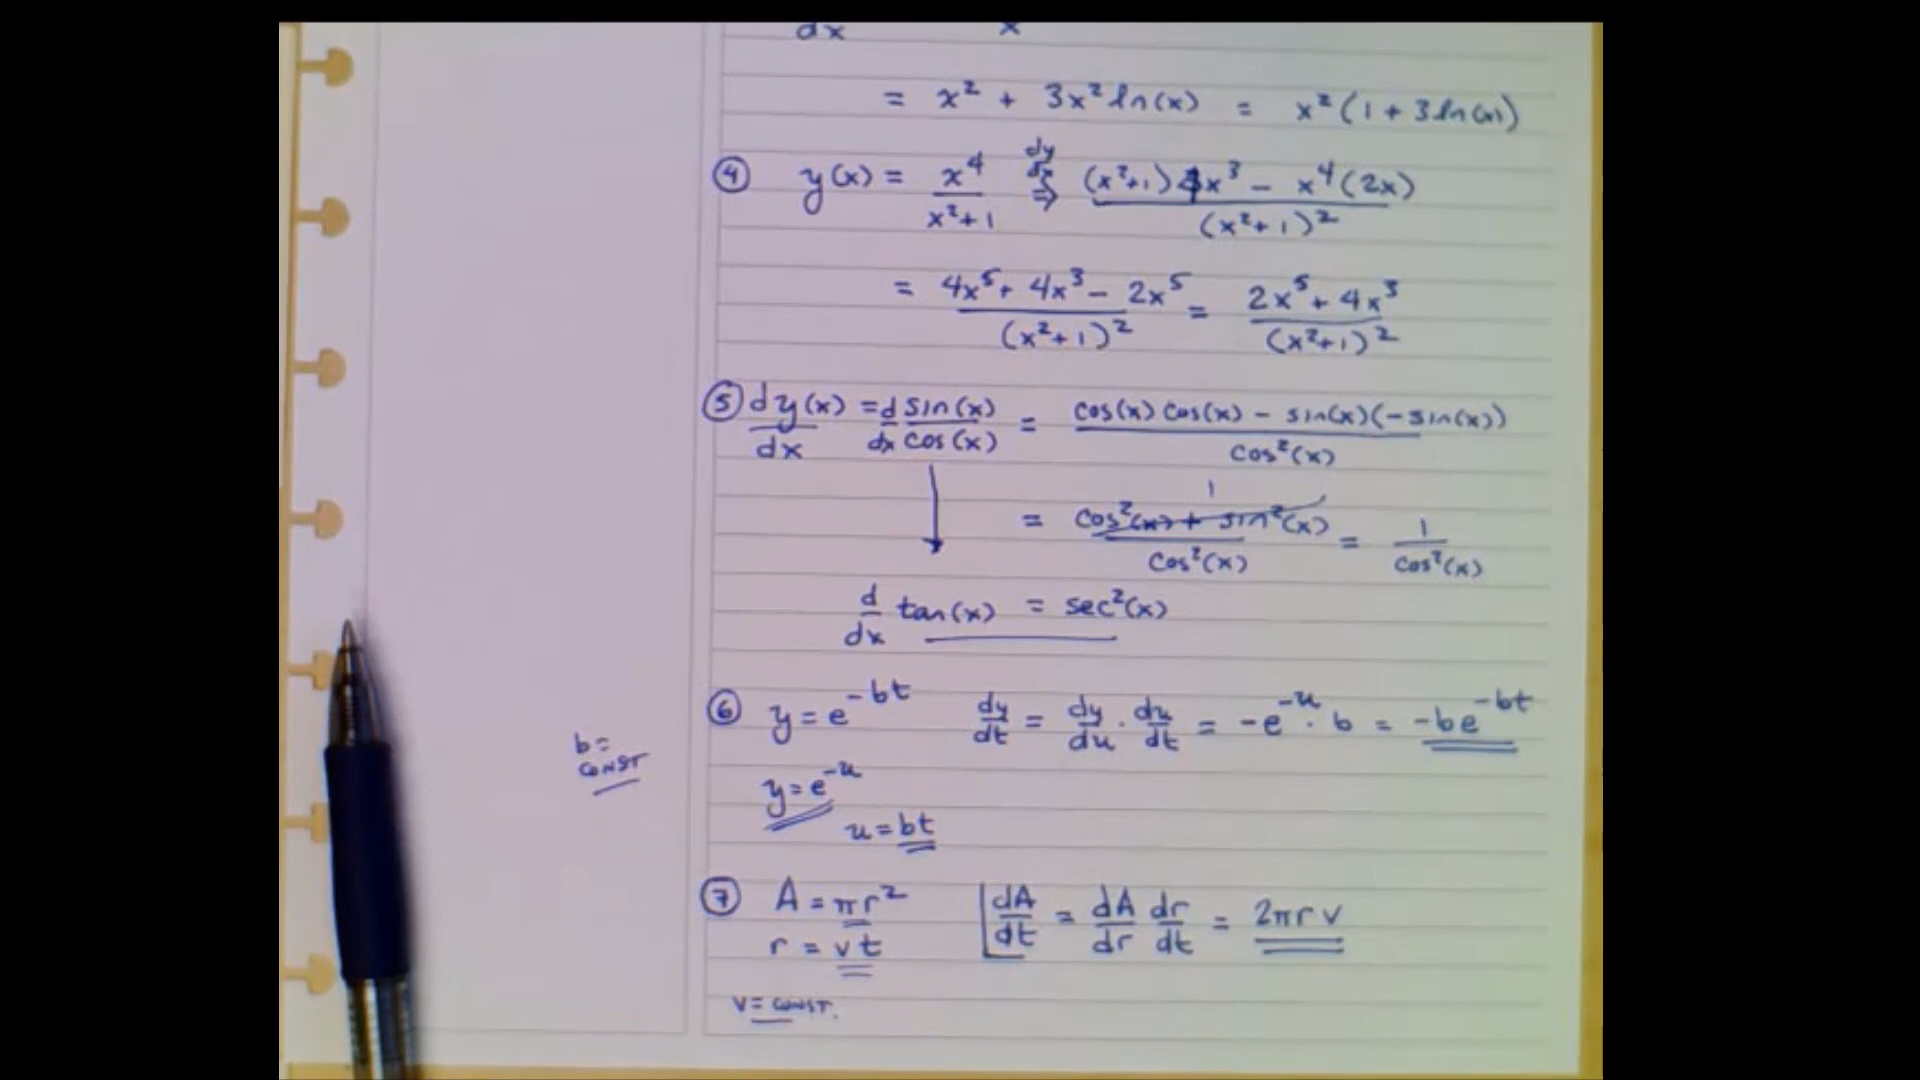 dx x
= x² + 3x² ln(x) = x²(1 + 3ln(x))
④ y(x) = x⁴/(x²+1) dy/dx ⇒ ((x²+1)4x³ − x⁴(2x))/(x²+1)²
= (4x⁵ + 4x³ − 2x⁵)/(x²+1)² = (2x⁵ + 4x³)/(x²+1)²
⑤ dy(x)/dx = d/dx sin(x)/cos(x) = (cos(x) cos(x) − sin(x)(−sin(x)))/cos²(x)
1
= (cos²(x) + sin²(x))/cos²(x) = 1/cos²(x)
d/dx tan(x) = sec²(x)
⑥ y = e^(−bt) dy/dt = dy/du · du/dt = −e^(−u) · b = −be^(−bt)
b =
CONST
y = e^(−u)
u = bt
⑦ A = πr² dA/dt = dA/dr dr/dt = 2πr v
r = vt
v = CONST.